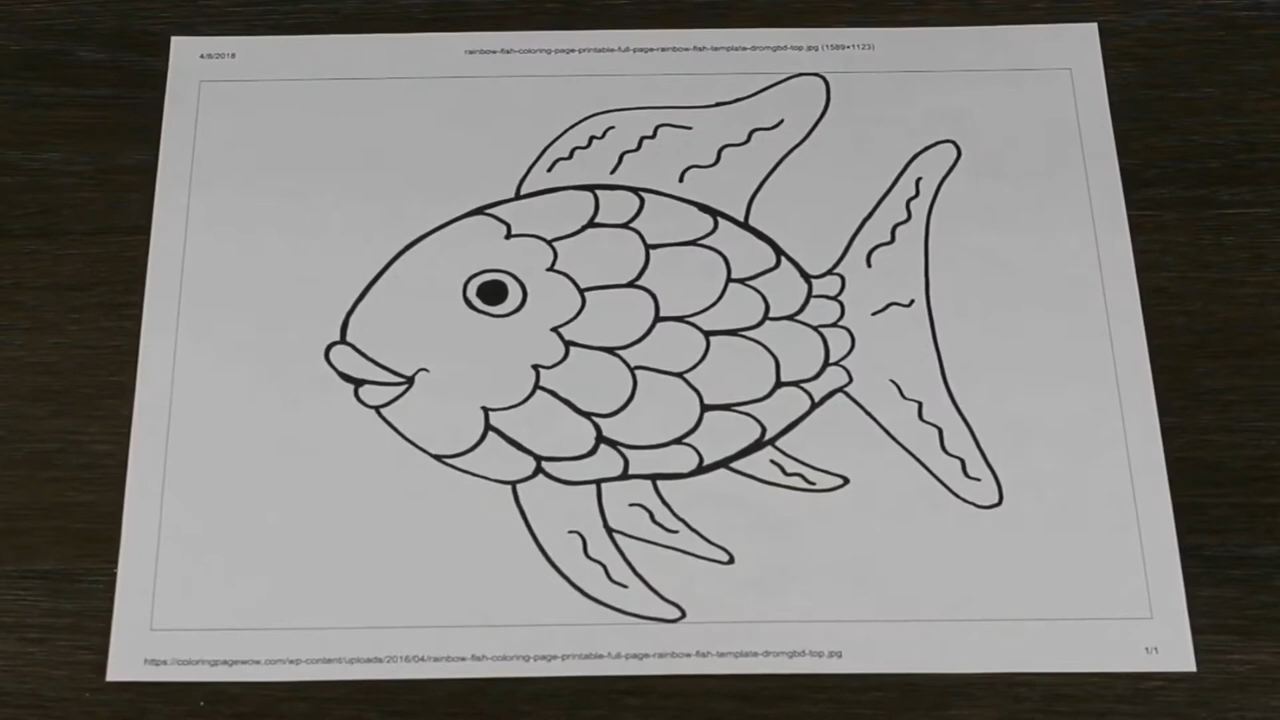 4/8/2018
rainbow-fish-coloring-page-printable-full-page-rainbow-fish-template-dromgbd-top.jpg (1589×1123)
https://coloringpagewow.com/wp-content/uploads/2016/04/rainbow-fish-coloring-page-printable-full-page-rainbow-fish-template-dromgbd-top.jpg
1/1